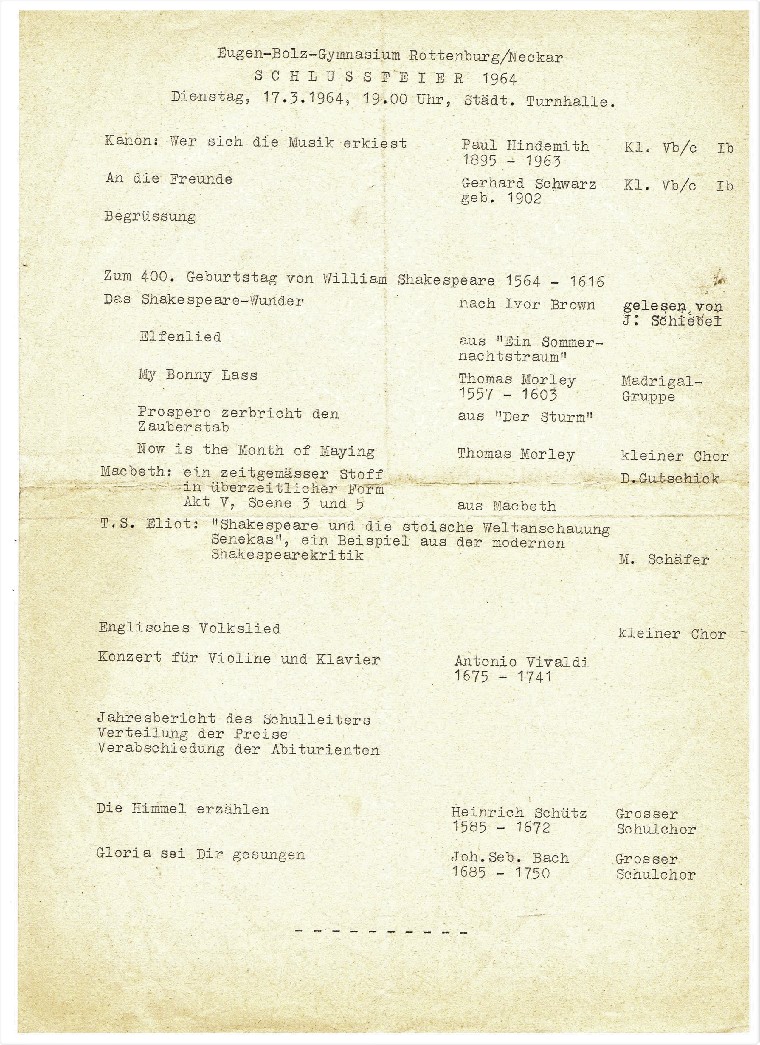 Eugen-Bolz-Gymnasium Rottenburg/Neckar
S C H L U S S F E I E R 1964
Dienstag, 17.3.1964, 19.00 Uhr, Städt. Turnhalle.
Kanon: Wer sich die Musik erkiest Paul Hindemith Kl. Vb/c Ib
1895 - 1963
An die Freunde Gerhard Schwarz Kl. Vb/c Ib
geb. 1902
Begrüssung
Zum 400. Geburtstag von William Shakespeare 1564 - 1616
Das Shakespeare-Wunder nach Ivor Brown gelesen von
J: Schiebel
Elfenlied aus "Ein Sommer-
nachtstraum"
My Bonny Lass Thomas Morley Madrigal-
1557 - 1603 Gruppe
Prospero zerbricht den aus "Der Sturm"
Zauberstab
Now is the Month of Maying Thomas Morley kleiner Chor
Macbeth: ein zeitgemässer Stoff D.Gutschick
in überzeitlicher Form
Akt V, Scene 3 und 5 aus Macbeth
T.S. Eliot: "Shakespeare und die stoische Weltanschauung
Senekas", ein Beispiel aus der modernen
Shakespearekritik M. Schäfer
Englisches Volkslied kleiner Chor
Konzert für Violine und Klavier Antonio Vivaldi
1675 - 1741
Jahresbericht des Schulleiters
Verteilung der Preise
Verabschiedung der Abiturienten
Die Himmel erzählen Heinrich Schütz Grosser
1585 - 1672 Schulchor
Gloria sei Dir gesungen Joh.Seb. Bach Grosser
1685 - 1750 Schulchor
- - - - - - - - - -